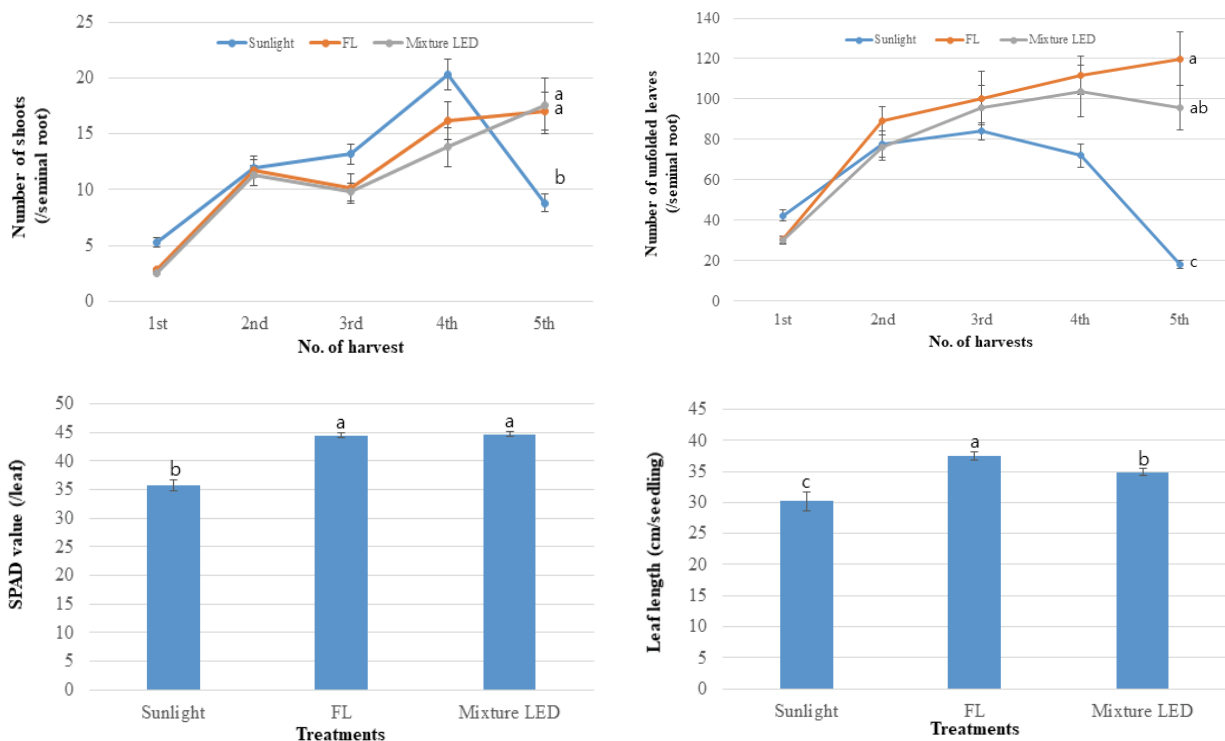 Number of shoots
(/seminal root)
25
20
15
10
5
0
Sunlight FL Mixture LED
a
a
b
1st 2nd 3rd 4th 5th
No. of harvest
Number of unfolded leaves
(/seminal root)
140
120
100
80
60
40
20
0
Sunlight FL Mixture LED
a
ab
c
1st 2nd 3rd 4th 5th
No. of harvests
SPAD value (/leaf)
50
45
40
35
30
25
20
15
10
5
0
b a a
Sunlight FL Mixture LED
Treatments
Leaf length (cm/seedling)
45
40
35
30
25
20
15
10
5
0
c a b
Sunlight FL Mixture LED
Treatments